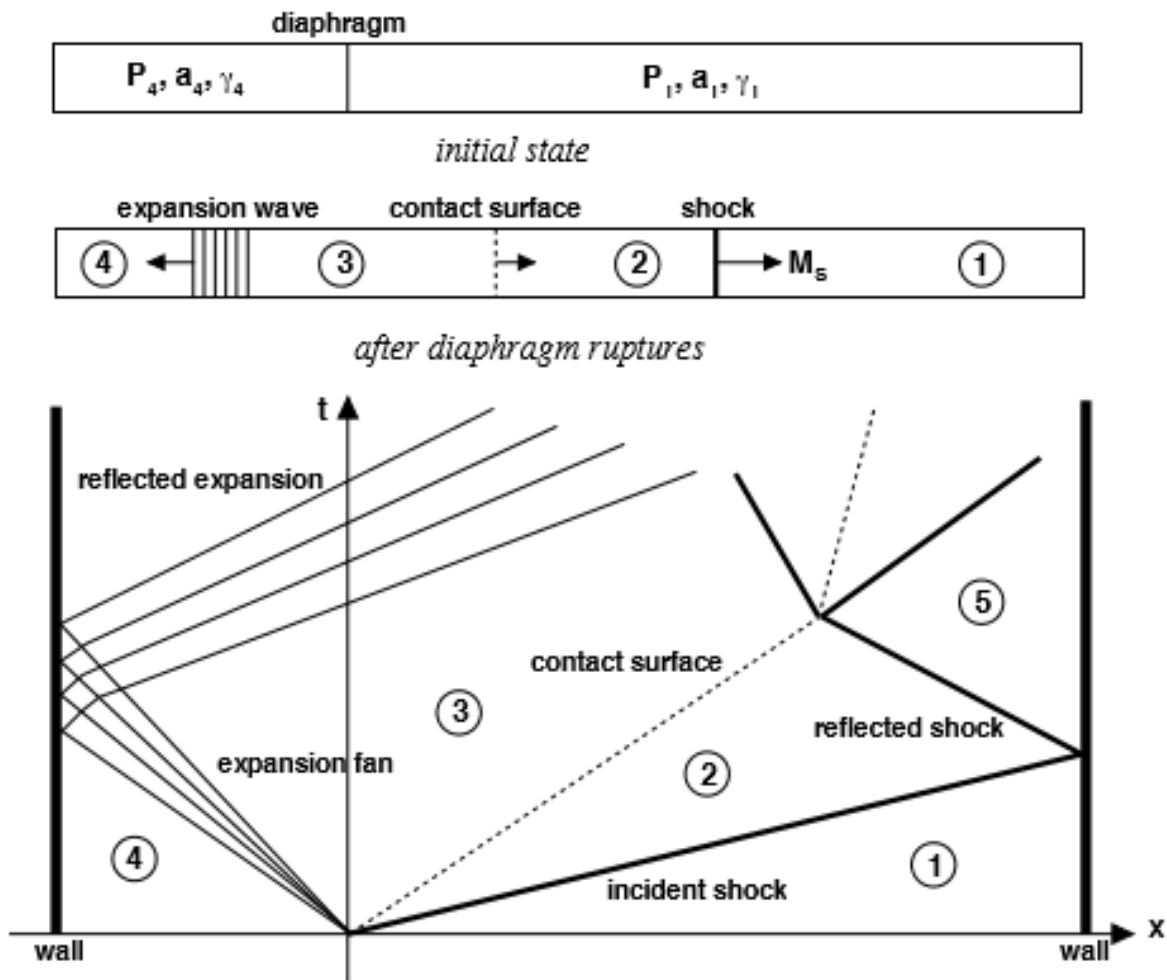 diaphragm
P₄, a₄, γ₄
P₁, a₁, γ₁
initial state
expansion wave
contact surface
shock
4
3
2
Mₛ
1
after diaphragm ruptures
t
reflected expansion
5
contact surface
3
reflected shock
expansion fan
2
4
1
incident shock
x
wall
wall